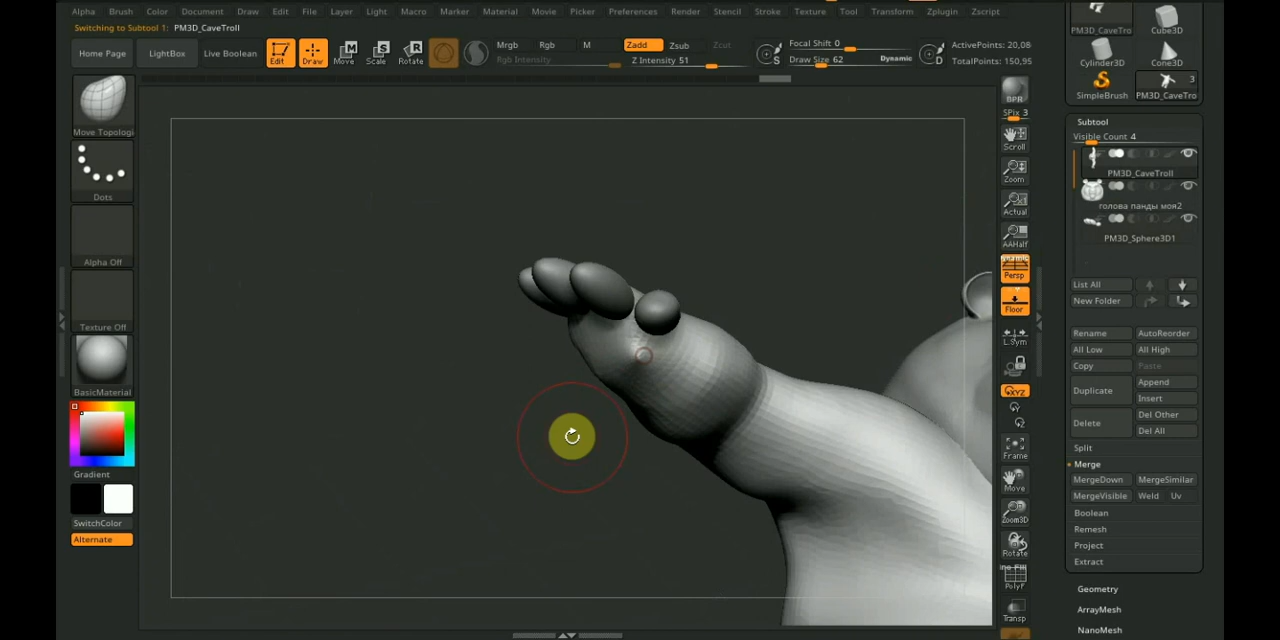 Alpha Brush Color Document Draw Edit File Layer Light Macro Marker Material Movie Picker Preferences Render Stencil Stroke Texture Tool Transform Zplugin Zscript
Switching to Subtool 1: PM3D_CaveTroll
Home Page LightBox Live Boolean Edit Draw Move Scale Rotate
Mrgb Rgb M Zadd Zsub Zcut
Rgb Intensity Z Intensity 51
Focal Shift 0
Draw Size 62 Dynamic
S D
ActivePoints: 20,08
TotalPoints: 150,95
Move Topologi
Dots
Alpha Off
Texture Off
BasicMaterial
Gradient
SwitchColor
Alternate
BPR
SPix 3
Scroll
Zoom
Actual
AAHalf
Dynamic
Persp
Floor
L.Sym
XYZ
Frame
Move
Zoom3D
Rotate
PolyF
Transp
PM3D_CaveTro Cube3D
Cylinder3D Cone3D
3
SimpleBrush PM3D_CaveTro
Subtool
Visible Count 4
PM3D_CaveTroll
голова панды моя2
PM3D_Sphere3D1
List All
New Folder
Rename AutoReorder
All Low All High
Copy Paste
Duplicate Append
Insert
Delete Del Other
Del All
Split
Merge
MergeDown MergeSimilar
MergeVisible Weld Uv
Boolean
Remesh
Project
Extract
Geometry
ArrayMesh
NanoMesh